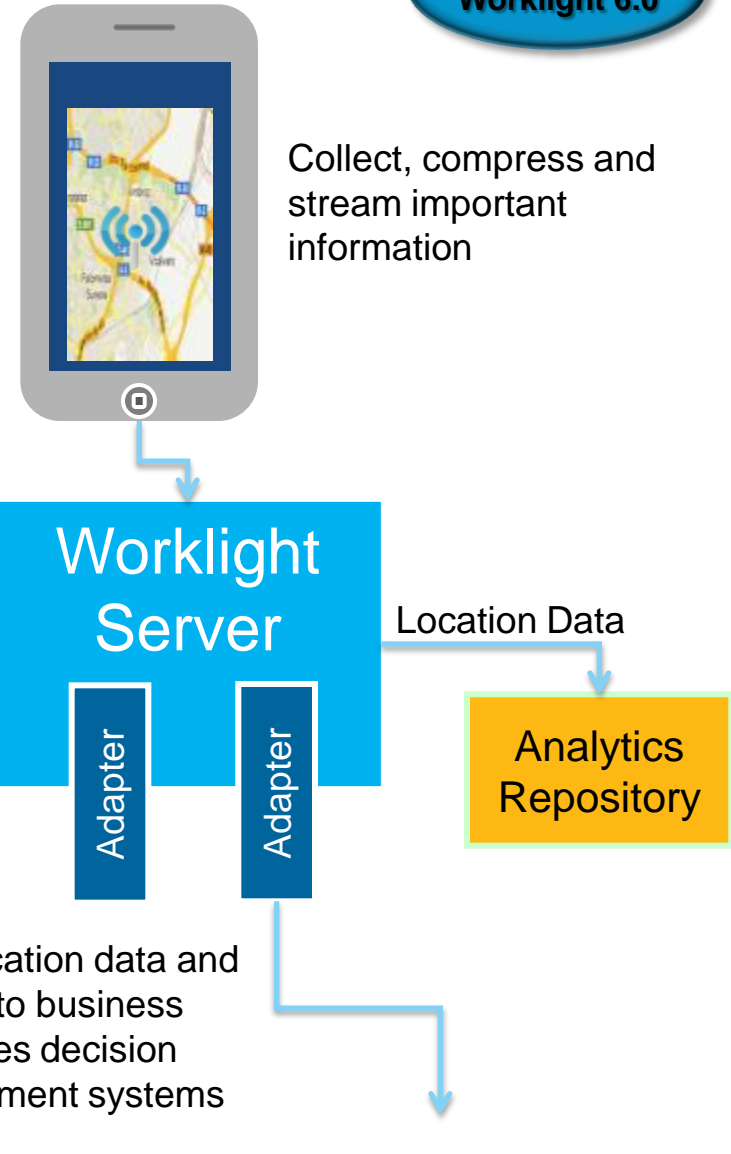 Worklight 6.0
Collect, compress and
stream important
information
Worklight
Server
Location Data
Adapter
Adapter
Analytics
Repository
cation data and
to business
es decision
ment systems